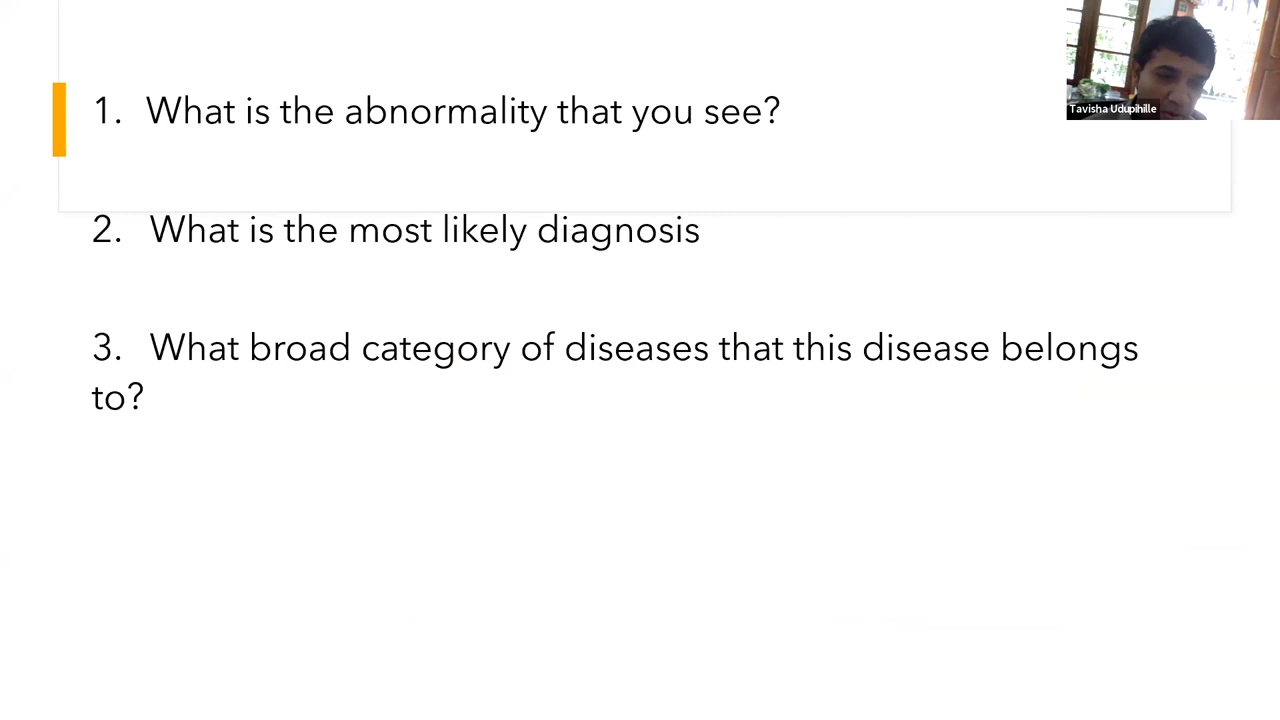 1. What is the abnormality that you see?
Tavisha Udupihille
2. What is the most likely diagnosis
3. What broad category of diseases that this disease belongs
to?